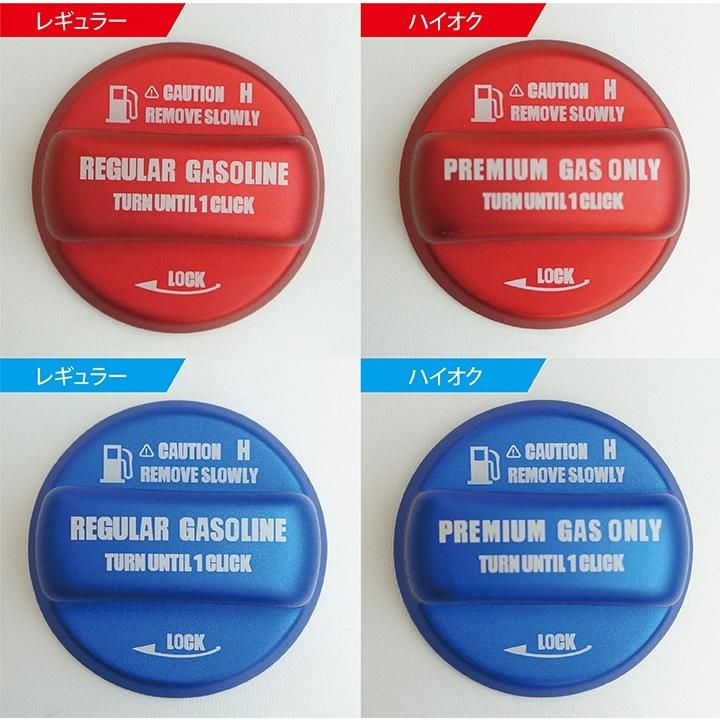 レギュラー
⚠ CAUTION H
REMOVE SLOWLY
REGULAR GASOLINE
TURN UNTIL 1 CLICK
LOCK
ハイオク
⚠ CAUTION H
REMOVE SLOWLY
PREMIUM GAS ONLY
TURN UNTIL 1 CLICK
LOCK
レギュラー
⚠ CAUTION H
REMOVE SLOWLY
REGULAR GASOLINE
TURN UNTIL 1 CLICK
LOCK
ハイオク
⚠ CAUTION H
REMOVE SLOWLY
PREMIUM GAS ONLY
TURN UNTIL 1 CLICK
LOCK